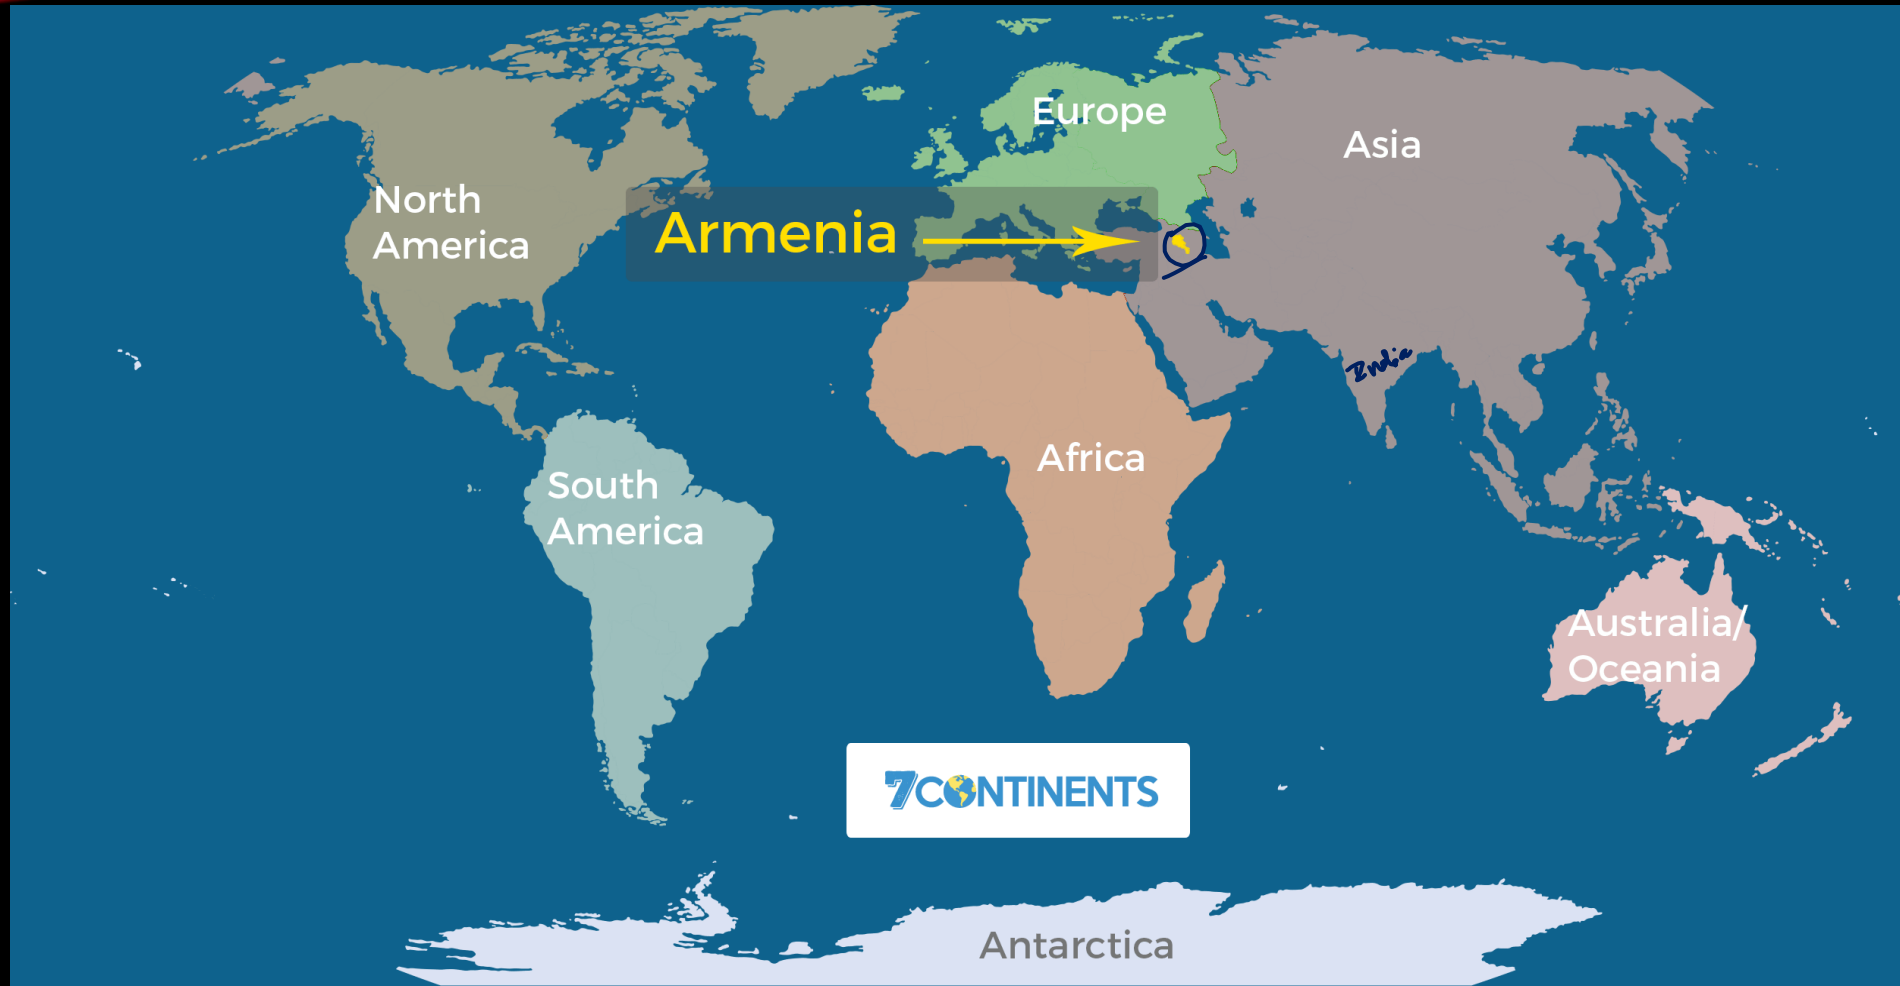 Europe
Asia
North
America
Armenia
India
Africa
South
America
Australia/
Oceania
7CONTINENTS
Antarctica